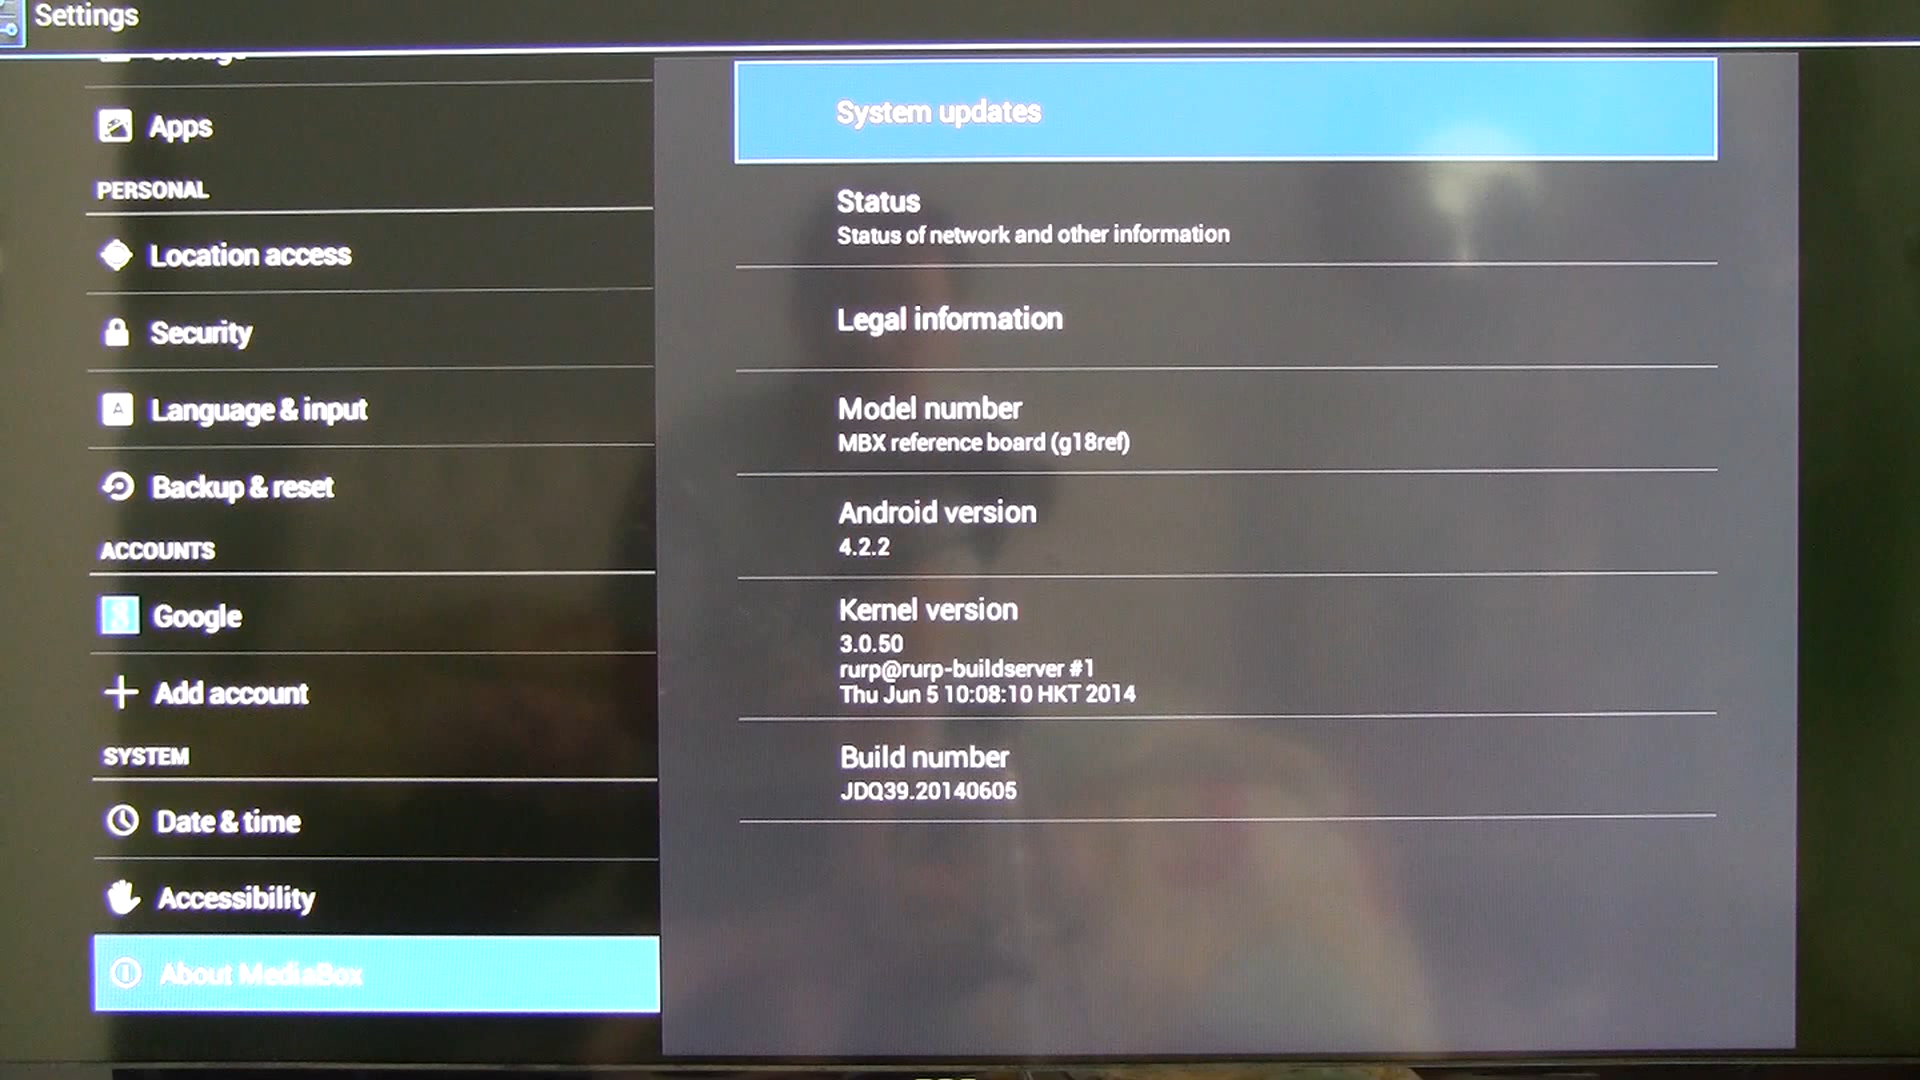 Settings
Storage
Apps
PERSONAL
Location access
Security
Language & input
Backup & reset
ACCOUNTS
Google
Add account
SYSTEM
Date & time
Accessibility
About MediaBox
System updates
Status
Status of network and other information
Legal information
Model number
MBX reference board (g18ref)
Android version
4.2.2
Kernel version
3.0.50
rurp@rurp-buildserver #1
Thu Jun 5 10:08:10 HKT 2014
Build number
JDQ39.20140605